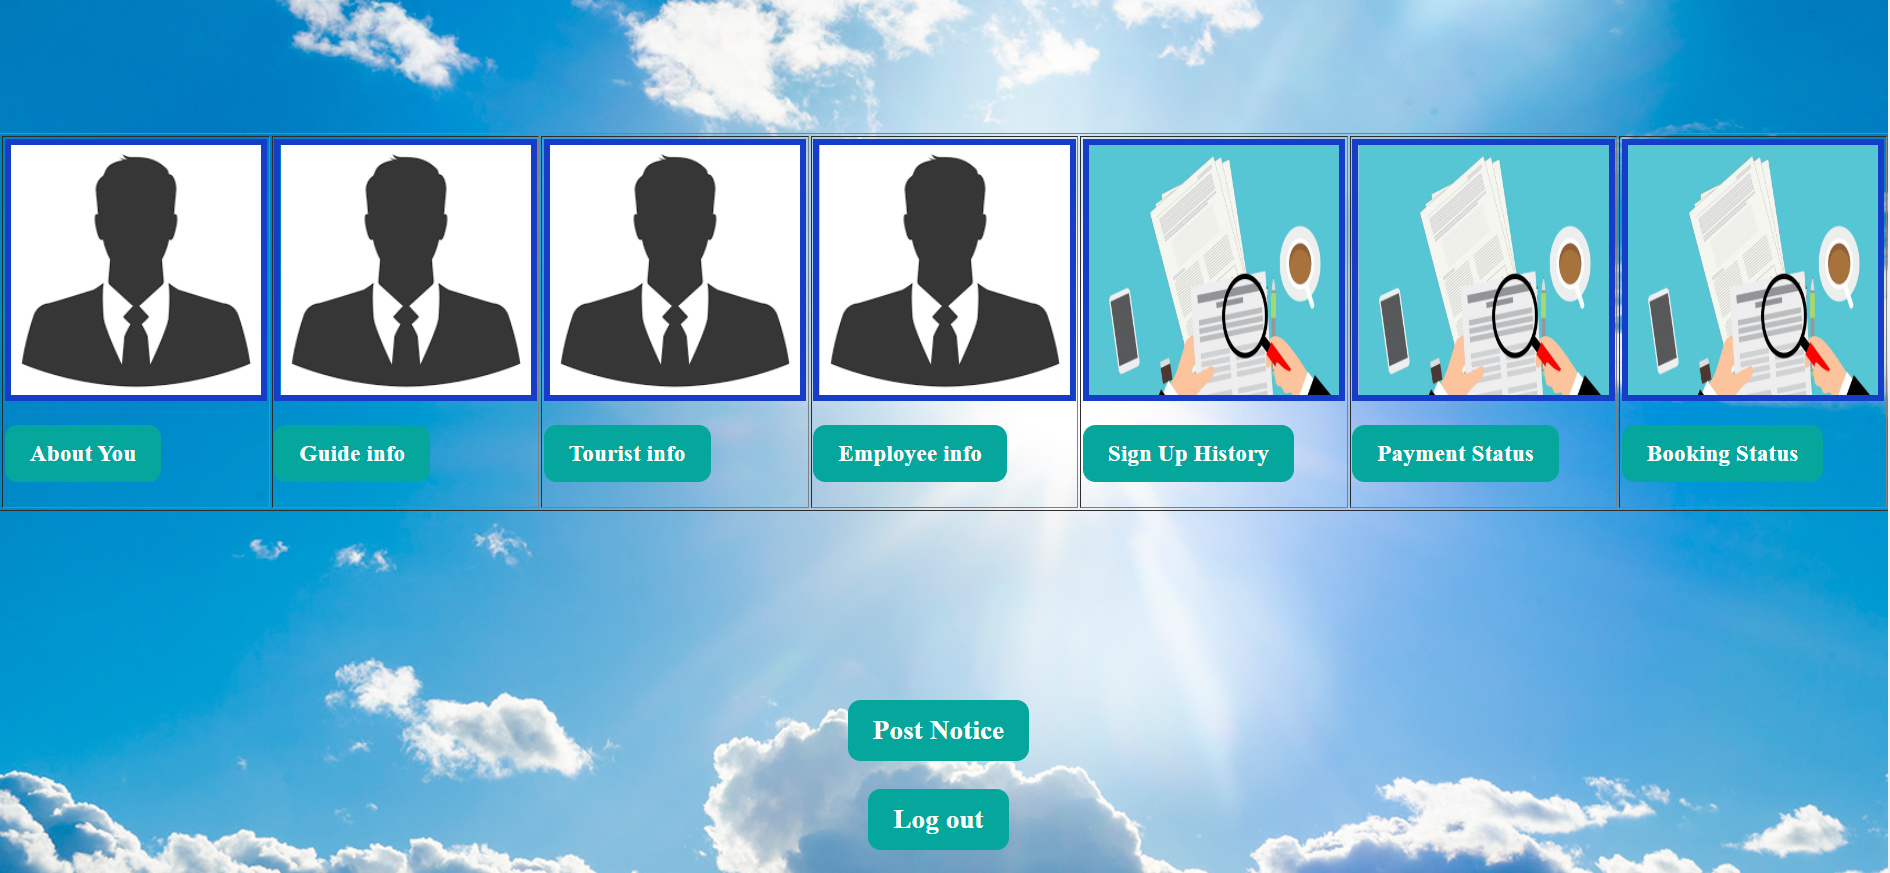 About You
Guide info
Tourist info
Employee info
Sign Up History
Payment Status
Booking Status
Post Notice
Log out